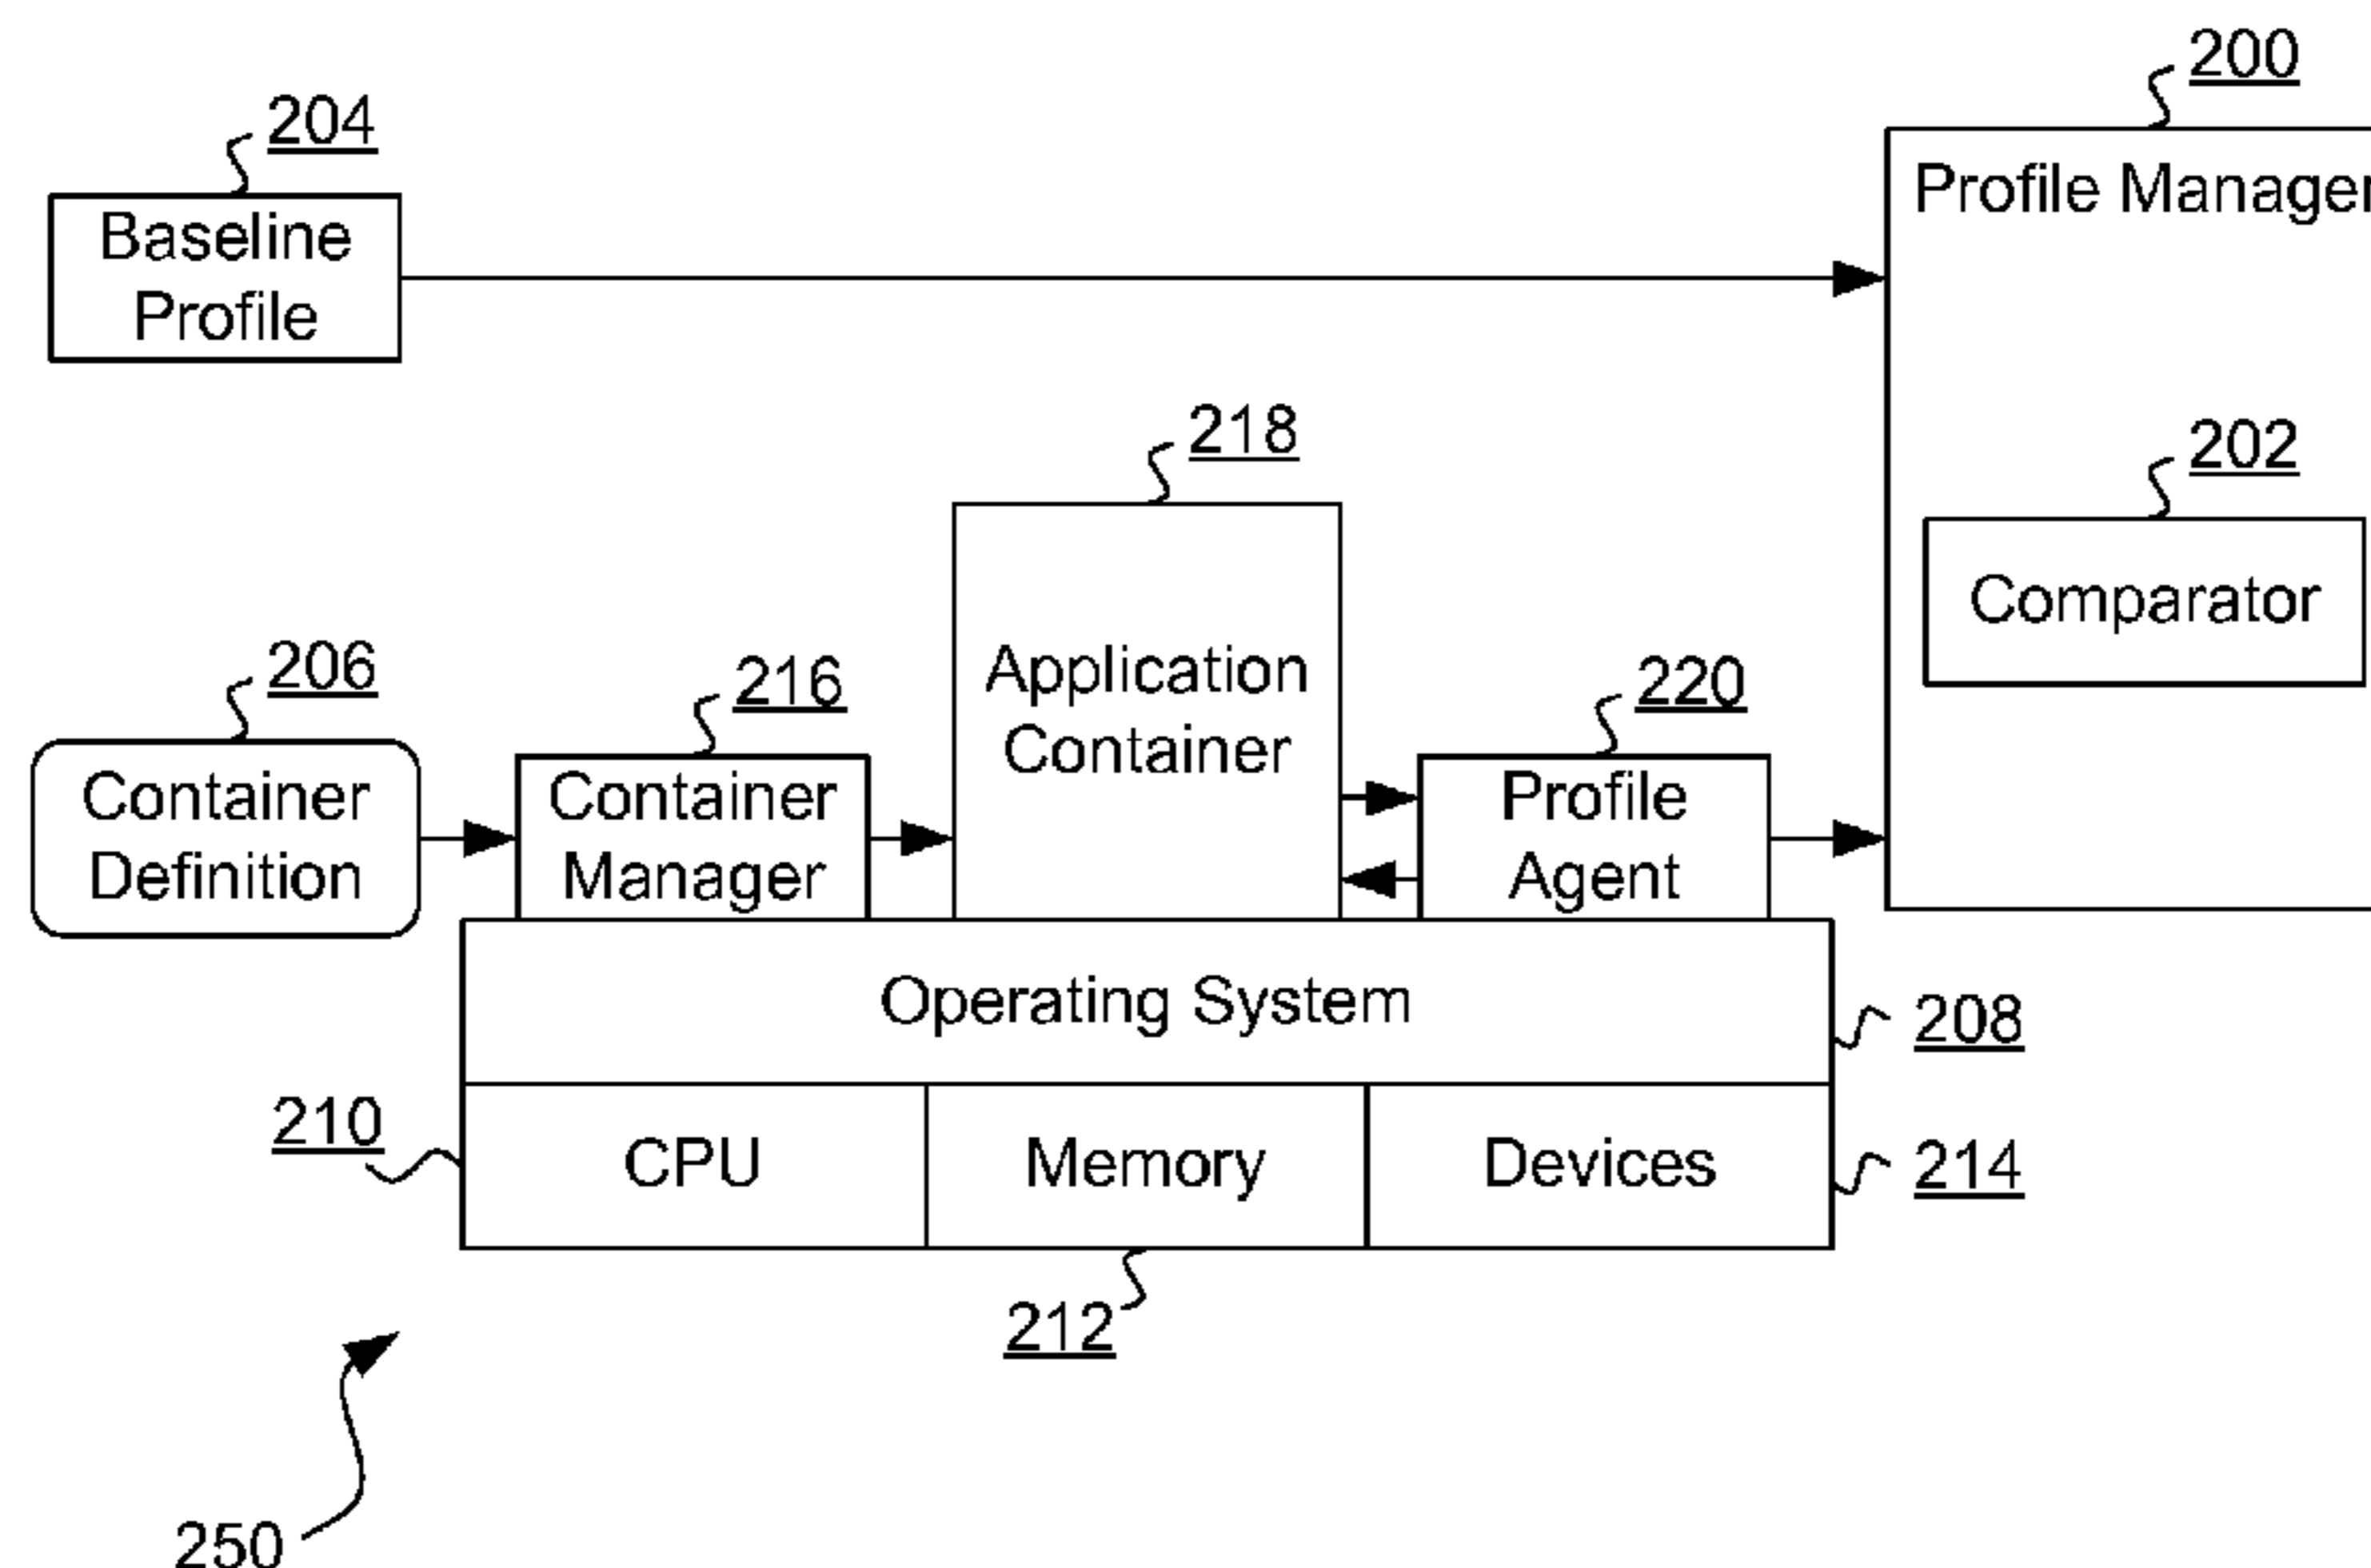 200
204
Profile Manager
Baseline
Profile
218
202
Comparator
206
216
Application
Container
220
Container
Definition
Container
Manager
Profile
Agent
Operating System
208
210
CPU
Memory
Devices
214
212
250